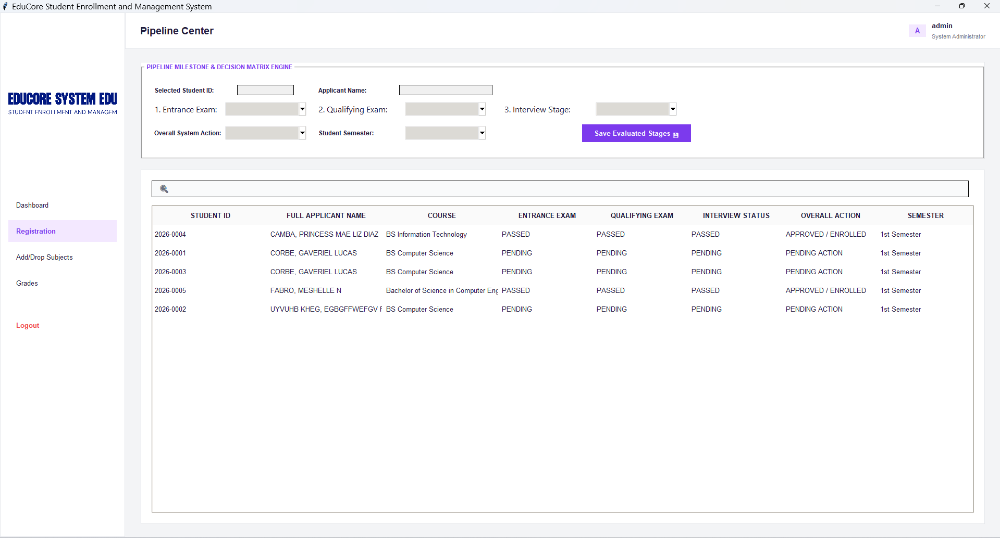 EduCore Student Enrollment and Management System
Pipeline Center
A
admin
System Administrator
EDUCORE SYSTEM EDU
STUDENT ENROLLMENT AND MANAGEM
Dashboard
Registration
Add/Drop Subjects
Grades
Logout
PIPELINE MILESTONE & DECISION MATRIX ENGINE
Selected Student ID: Applicant Name:
1. Entrance Exam: 2. Qualifying Exam: 3. Interview Stage:
Overall System Action: Student Semester: Save Evaluated Stages
STUDENT ID FULL APPLICANT NAME COURSE ENTRANCE EXAM QUALIFYING EXAM INTERVIEW STATUS OVERALL ACTION SEMESTER
2026-0004 CAMBA, PRINCESS MAE LIZ DIAZ BS Information Technology PASSED PASSED PASSED APPROVED / ENROLLED 1st Semester
2026-0001 CORBE, GAVERIEL LUCAS BS Computer Science PENDING PENDING PENDING PENDING ACTION 1st Semester
2026-0003 CORBE, GAVERIEL LUCAS BS Computer Science PENDING PENDING PENDING PENDING ACTION 1st Semester
2026-0005 FABRO, MESHELLE N Bachelor of Science in Computer Eng PASSED PASSED PASSED APPROVED / ENROLLED 1st Semester
2026-0002 UYVUHB KHEG, EGBGFFWEFGV F BS Computer Science PENDING PENDING PENDING PENDING ACTION 1st Semester